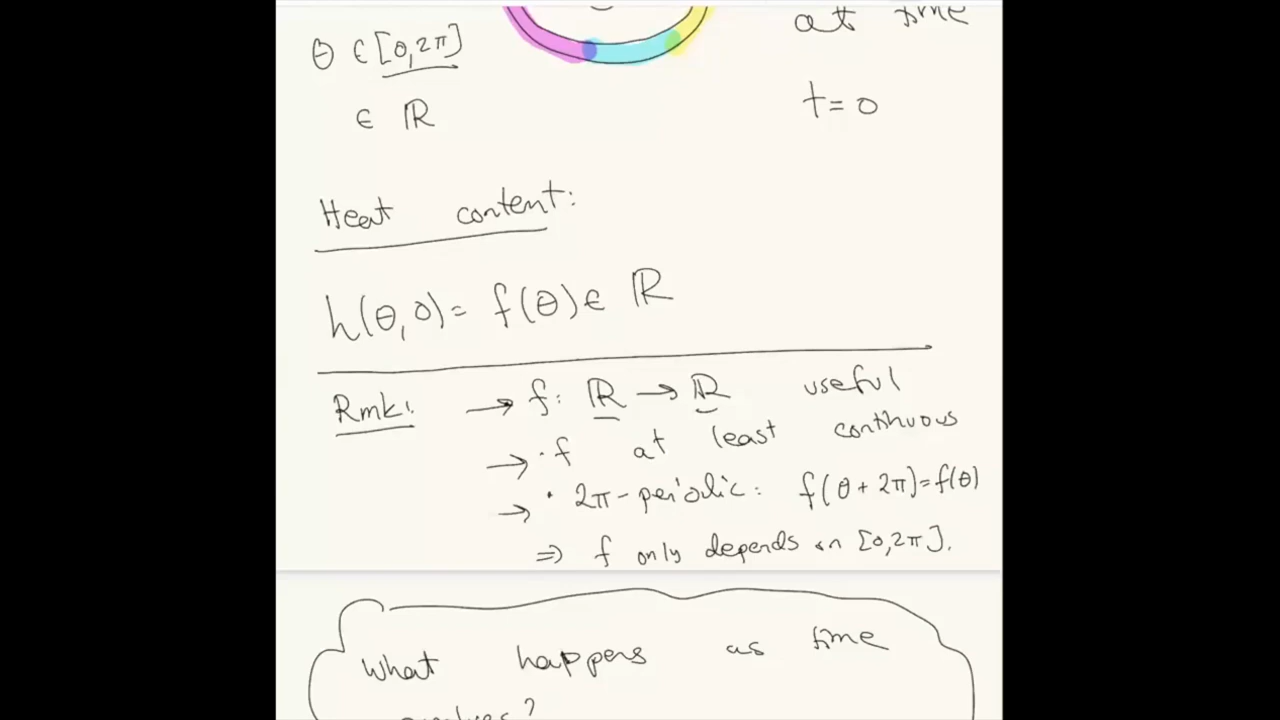 at time
θ ∈ [0,2π]
∈ ℝ
t = 0
Heat content:
h(θ,0) = f(θ) ∈ ℝ
Rmk: → f: ℝ → ℝ useful
→ · f at least continuous
→ · 2π-periodic: f(θ+2π)=f(θ)
⇒ f only depends on [0,2π].
What happens as time